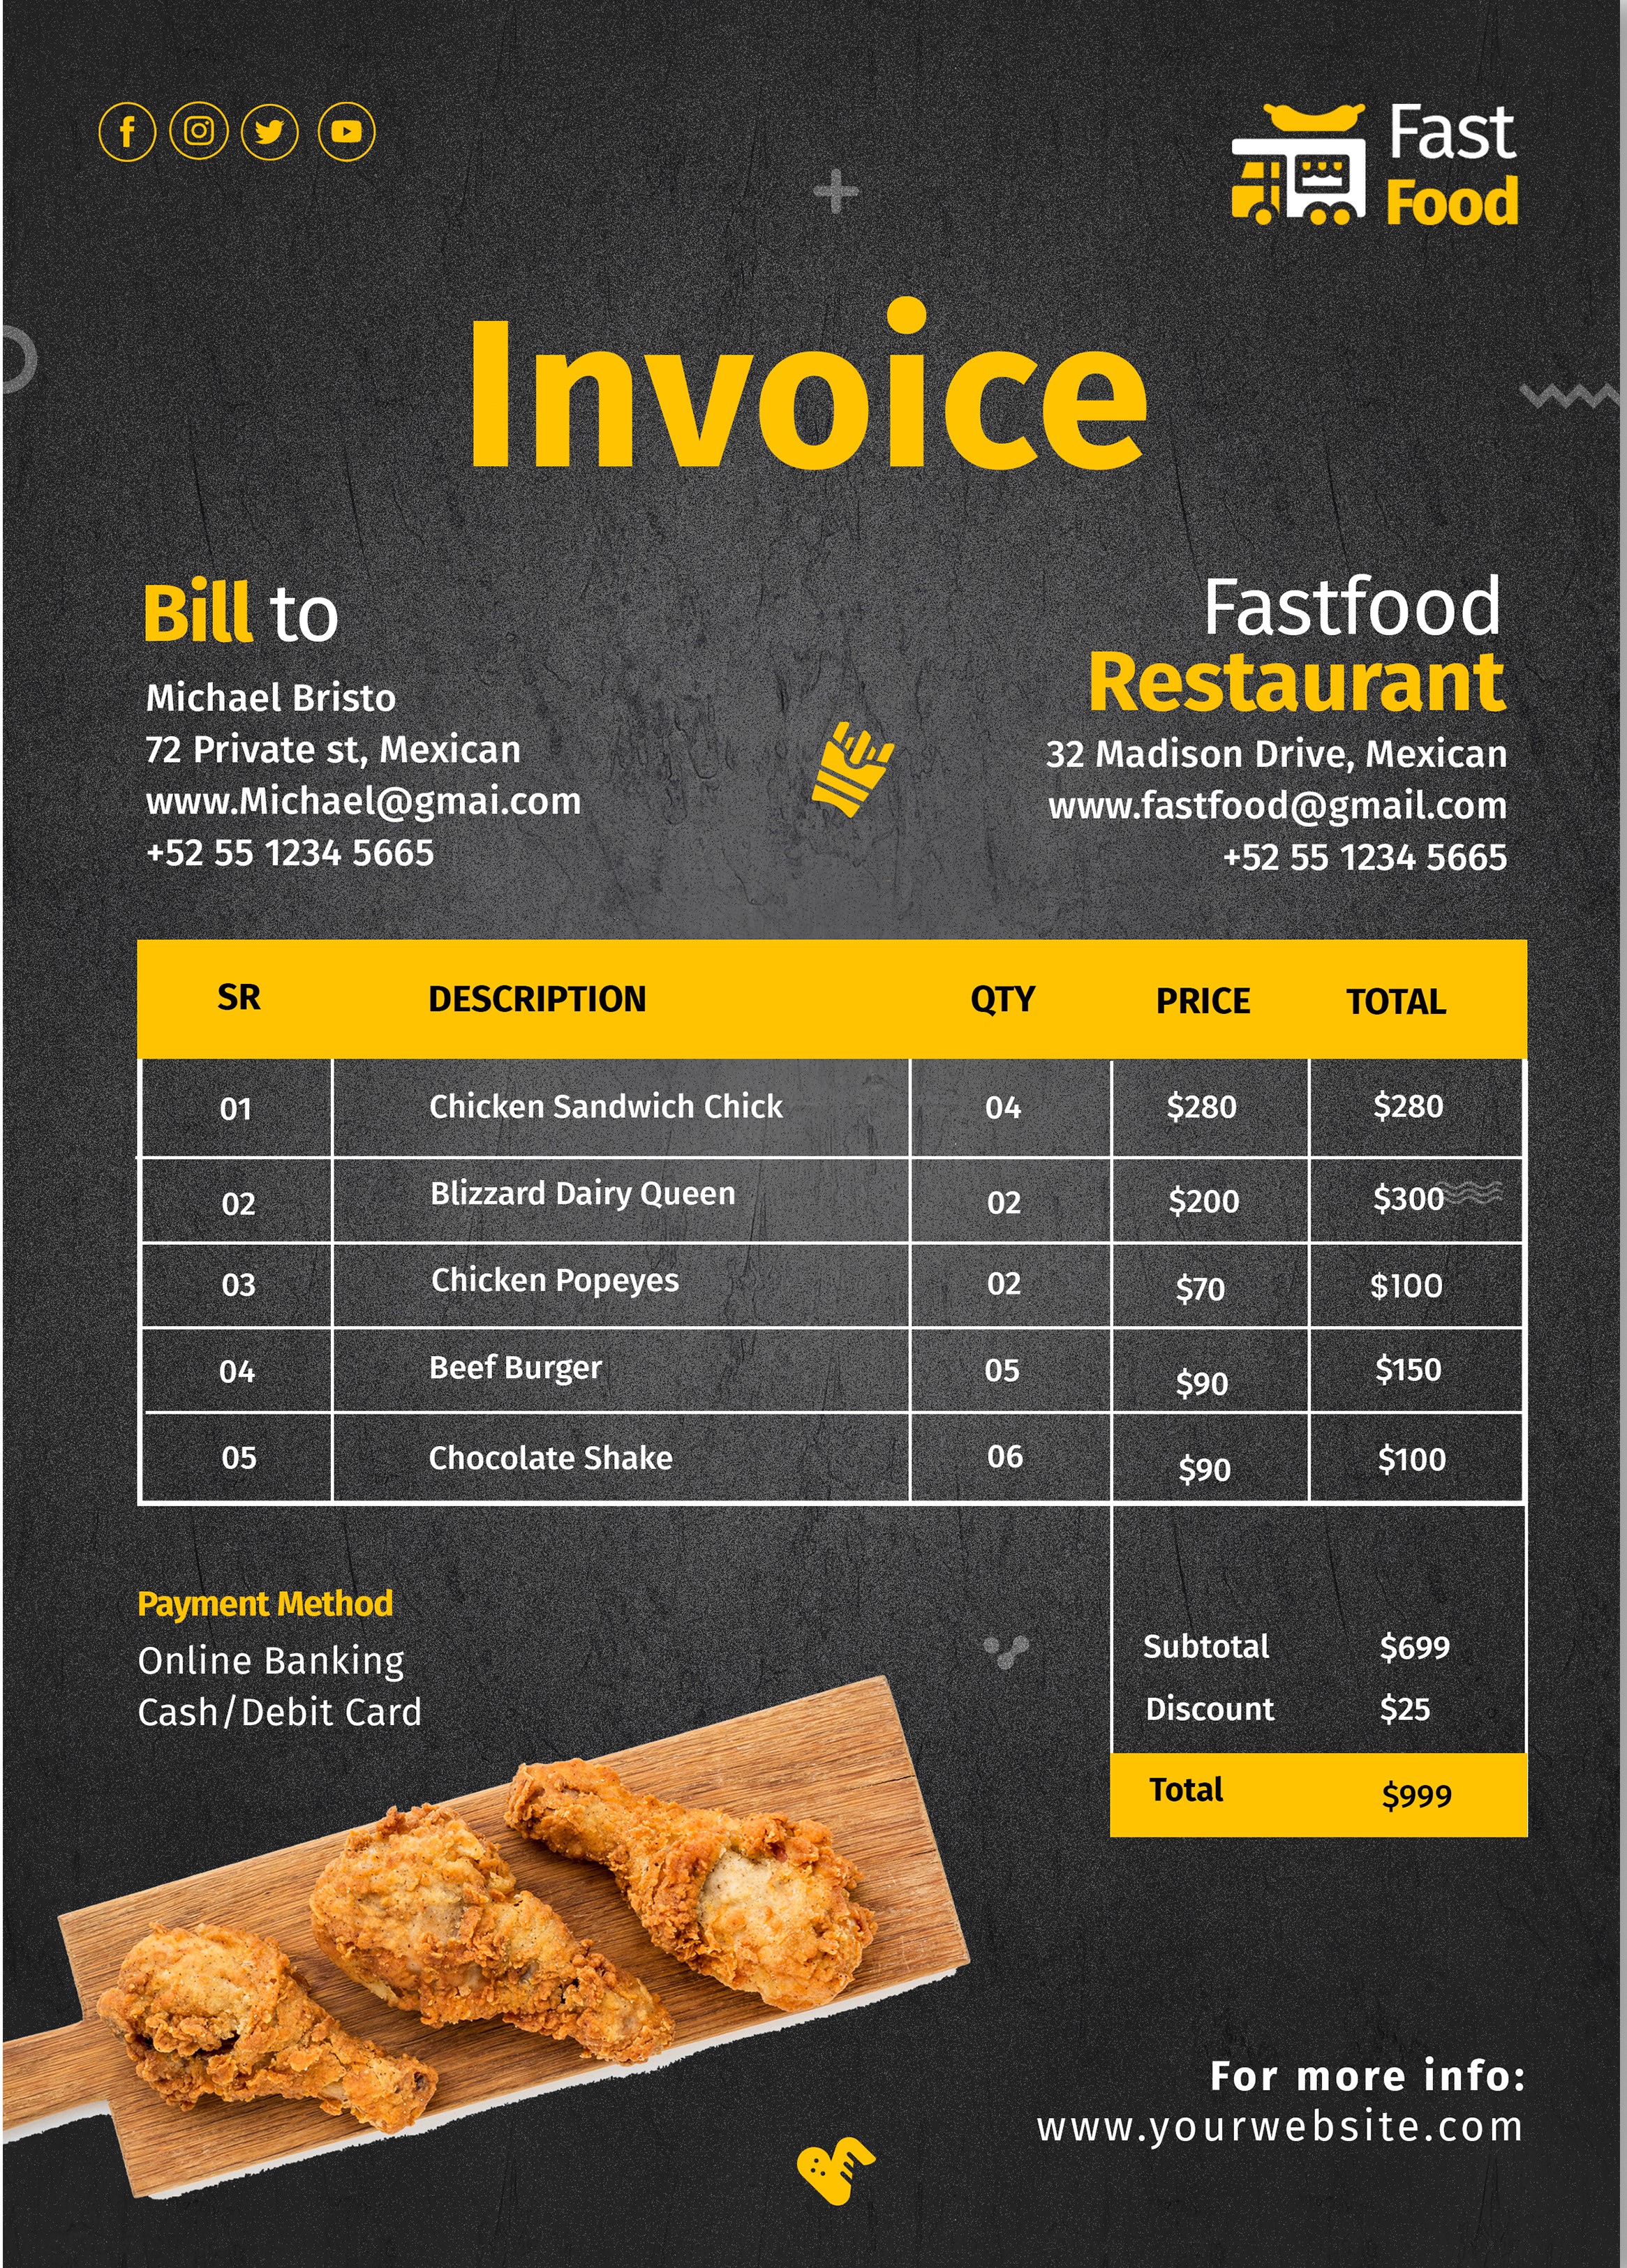 Fast
Food
Invoice
Bill to
Michael Bristo
72 Private st, Mexican
www.Michael@gmai.com
+52 55 1234 5665
Fastfood
Restaurant
32 Madison Drive, Mexican
www.fastfood@gmail.com
+52 55 1234 5665
SR DESCRIPTION QTY PRICE TOTAL
01 Chicken Sandwich Chick 04 $280 $280
02 Blizzard Dairy Queen 02 $200 $300
03 Chicken Popeyes 02 $70 $100
04 Beef Burger 05 $90 $150
05 Chocolate Shake 06 $90 $100
Payment Method
Online Banking
Cash/Debit Card
Subtotal $699
Discount $25
Total $999
For more info:
www.yourwebsite.com